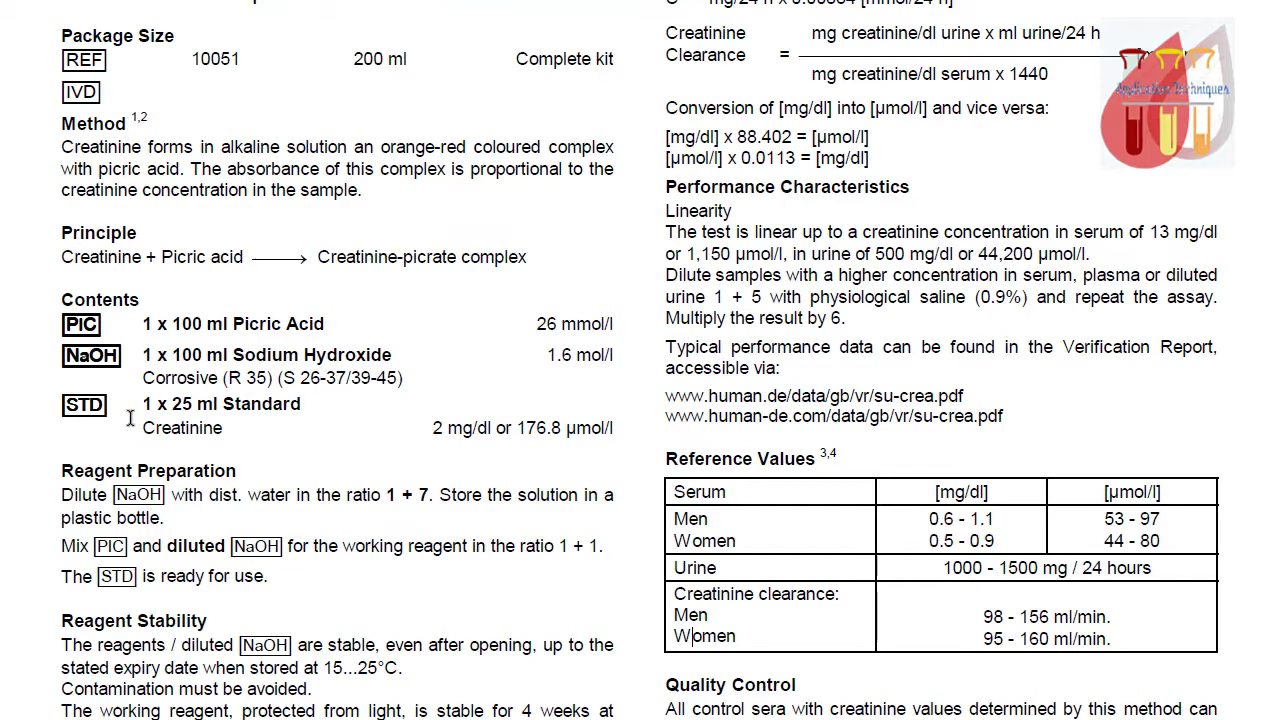 Package Size
REF 10051 200 ml Complete kit
IVD
Method 1,2
Creatinine forms in alkaline solution an orange-red coloured complex
with picric acid. The absorbance of this complex is proportional to the
creatinine concentration in the sample.
Principle
Creatinine + Picric acid ⟶ Creatinine-picrate complex
Contents
PIC 1 x 100 ml Picric Acid 26 mmol/l
NaOH 1 x 100 ml Sodium Hydroxide 1.6 mol/l
Corrosive (R 35) (S 26-37/39-45)
STD 1 x 25 ml Standard
Creatinine 2 mg/dl or 176.8 µmol/l
Reagent Preparation
Dilute NaOH with dist. water in the ratio 1 + 7. Store the solution in a
plastic bottle.
Mix PIC and diluted NaOH for the working reagent in the ratio 1 + 1.
The STD is ready for use.
Reagent Stability
The reagents / diluted NaOH are stable, even after opening, up to the
stated expiry date when stored at 15...25°C.
Contamination must be avoided.
The working reagent, protected from light, is stable for 4 weeks at
Creatinine mg creatinine/dl urine x ml urine/24 h
Clearance =
mg creatinine/dl serum x 1440
Application Techniques
Conversion of [mg/dl] into [µmol/l] and vice versa:
[mg/dl] x 88.402 = [µmol/l]
[µmol/l] x 0.0113 = [mg/dl]
Performance Characteristics
Linearity
The test is linear up to a creatinine concentration in serum of 13 mg/dl
or 1,150 µmol/l, in urine of 500 mg/dl or 44,200 µmol/l.
Dilute samples with a higher concentration in serum, plasma or diluted
urine 1 + 5 with physiological saline (0.9%) and repeat the assay.
Multiply the result by 6.
Typical performance data can be found in the Verification Report,
accessible via:
www.human.de/data/gb/vr/su-crea.pdf
www.human-de.com/data/gb/vr/su-crea.pdf
Reference Values 3,4
Serum [mg/dl] [µmol/l]
Men 0.6 - 1.1 53 - 97
Women 0.5 - 0.9 44 - 80
Urine 1000 - 1500 mg / 24 hours
Creatinine clearance:
Men 98 - 156 ml/min.
Women 95 - 160 ml/min.
Quality Control
All control sera with creatinine values determined by this method can